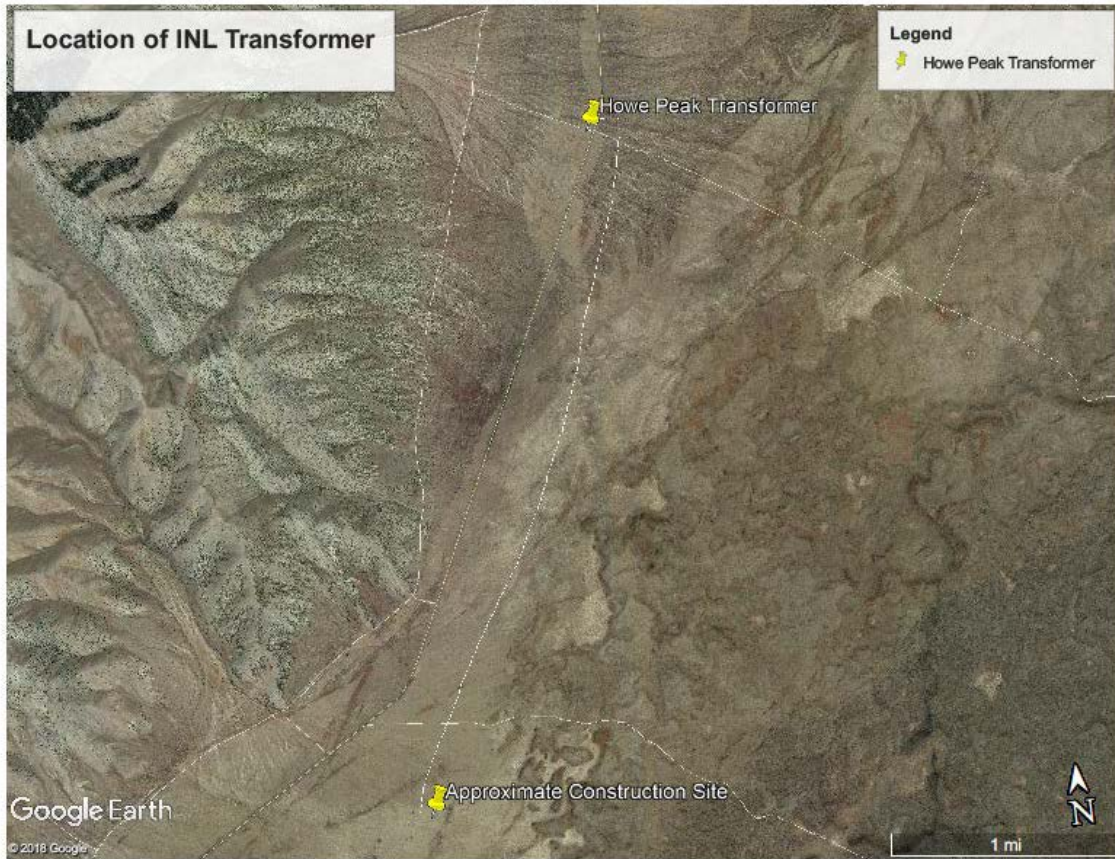 Location of INL Transformer
Legend
Howe Peak Transformer
Howe Peak Transformer
Approximate Construction Site
Google Earth
© 2018 Google
N
1 mi